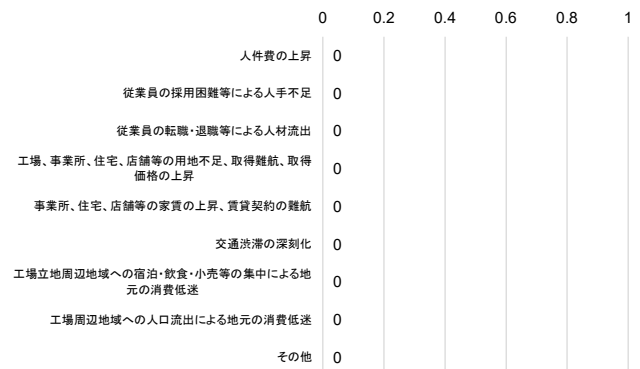 0 0.2 0.4 0.6 0.8 1
人件費の上昇 0
従業員の採用困難等による人手不足 0
従業員の転職・退職等による人材流出 0
工場、事業所、住宅、店舗等の用地不足、取得難航、取得
価格の上昇 0
事業所、住宅、店舗等の家賃の上昇、賃貸契約の難航 0
交通渋滞の深刻化 0
工場立地周辺地域への宿泊・飲食・小売等の集中による地
元の消費低迷 0
工場周辺地域への人口流出による地元の消費低迷 0
その他 0